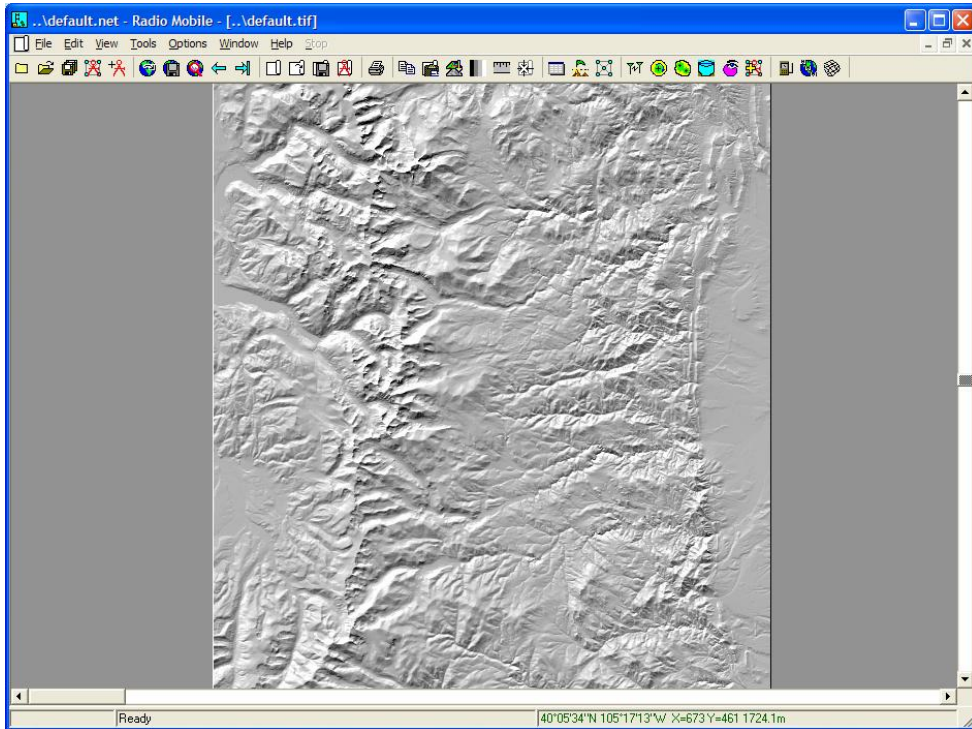 ..\default.net - Radio Mobile - [..\default.tif]
File Edit View Tools Options Window Help Stop
Ready
40°05'34"N 105°17'13"W X=673 Y=461 1724.1m